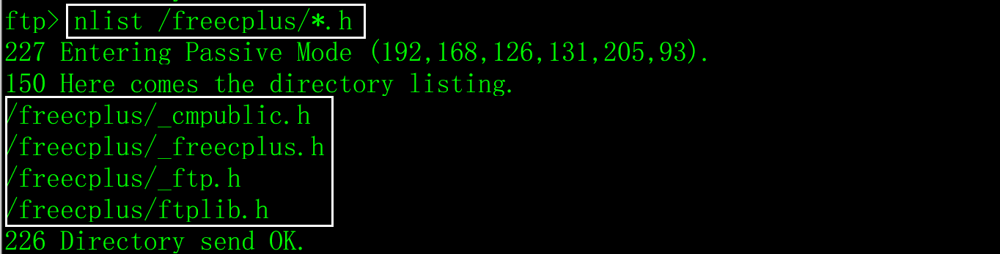 ftp> nlist /freecplus/*.h
227 Entering Passive Mode (192,168,126,131,205,93).
150 Here comes the directory listing.
/freecplus/_cmpublic.h
/freecplus/_freecplus.h
/freecplus/_ftp.h
/freecplus/ftplib.h
226 Directory send OK.